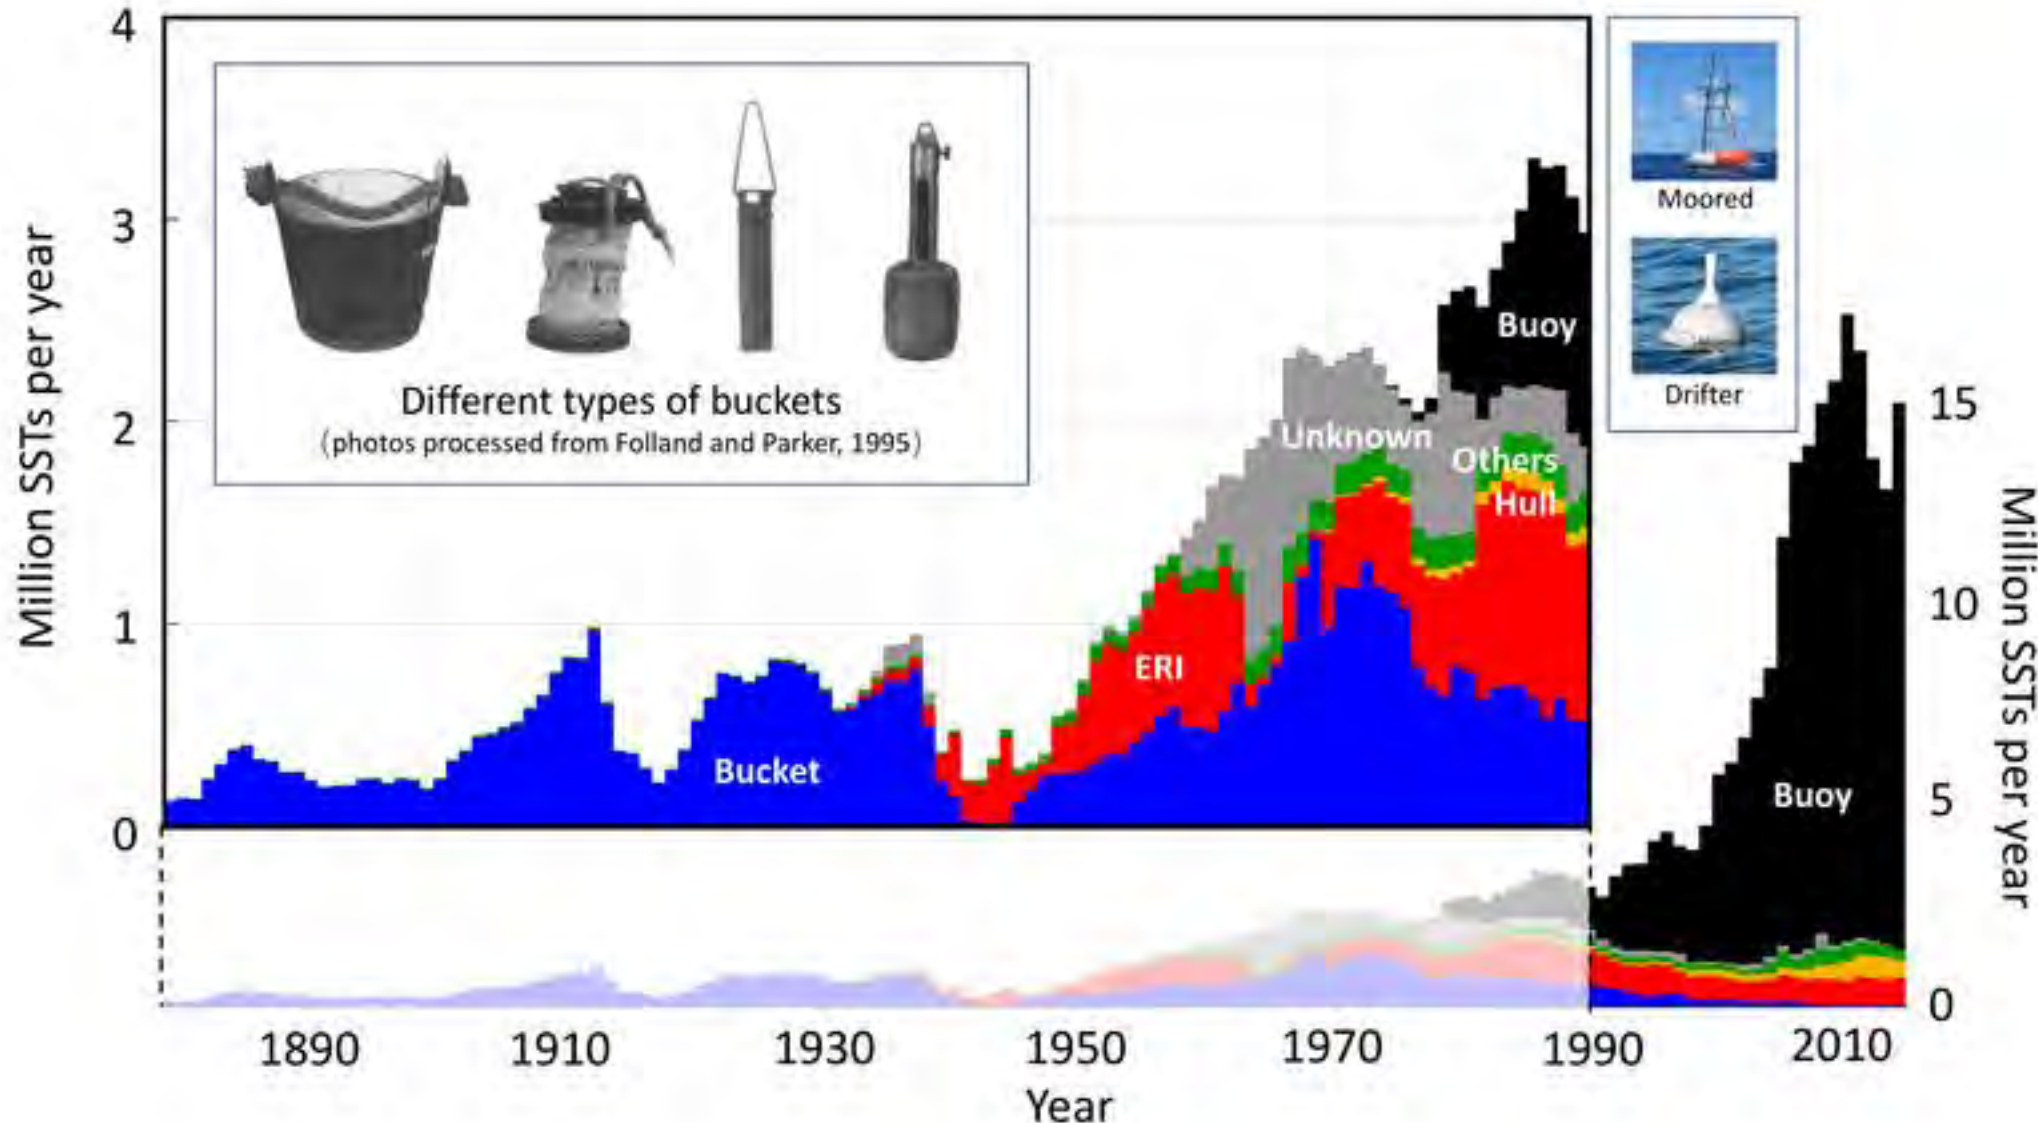 4
3
2
1
0
Million SSTs per year
Different types of buckets
(photos processed from Folland and Parker, 1995)
Bucket
ERI
Unknown
Others
Hull
Buoy
Moored
Drifter
Buoy
15
10
5
0
Million SSTs per year
1890 1910 1930 1950 1970 1990 2010
Year